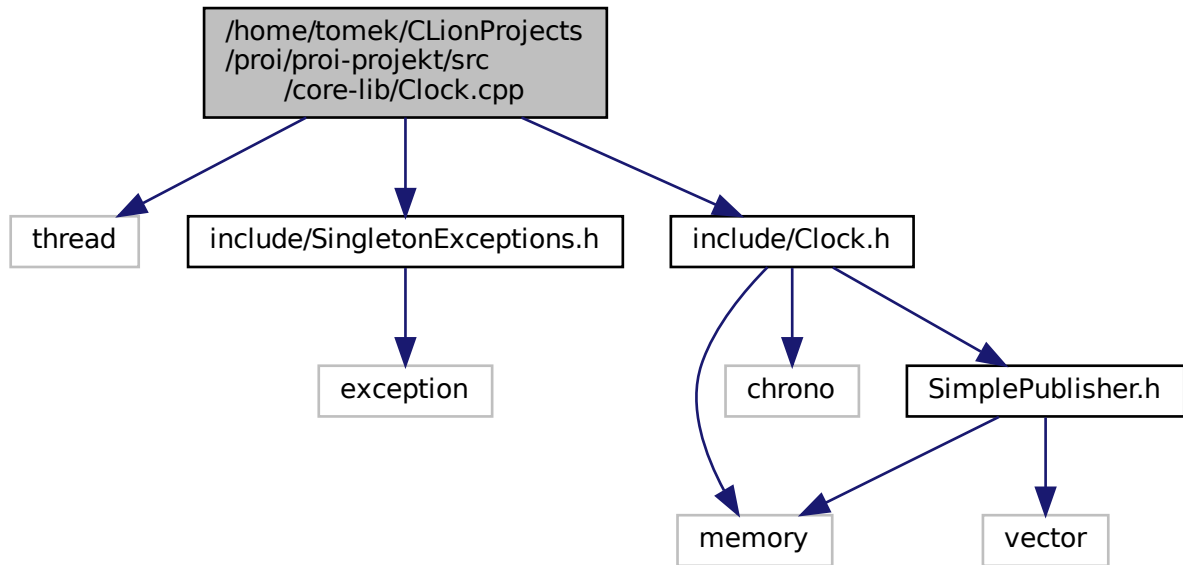 /home/tomek/CLionProjects
/proi/proi-projekt/src
/core-lib/Clock.cpp
thread
include/SingletonExceptions.h
include/Clock.h
exception
chrono
SimplePublisher.h
memory
vector